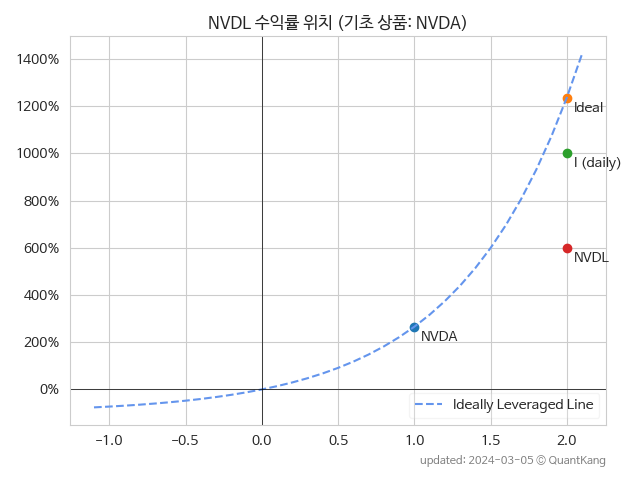 NVDL 수익률 위치 (기초 상품: NVDA)
1400%
1200%
1000%
800%
600%
400%
200%
0%
Ideal
I (daily)
NVDL
NVDA
Ideally Leveraged Line
−1.0
−0.5
0.0
0.5
1.0
1.5
2.0
updated: 2024-03-05 © QuantKang